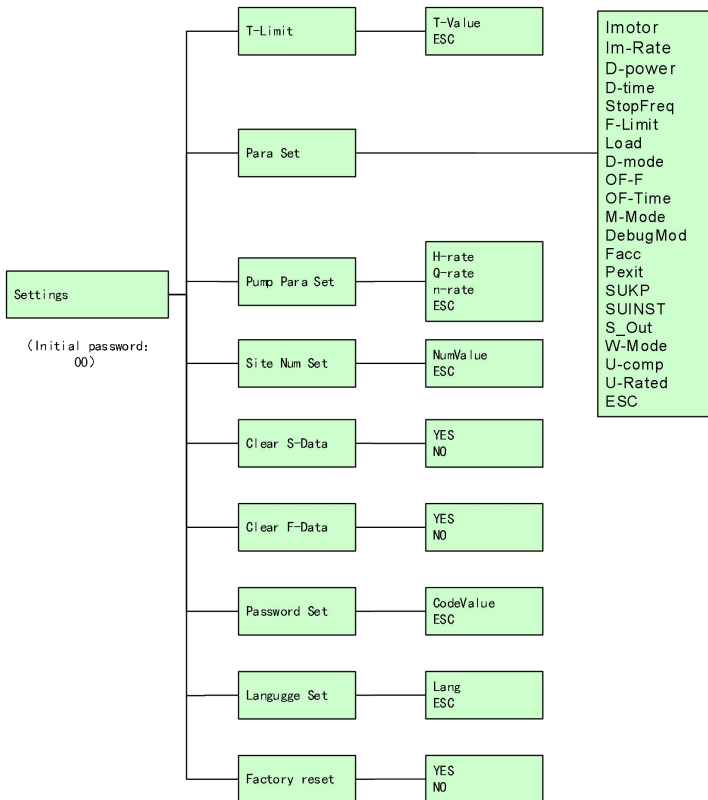 Settings
(Initial password:
00)
T-Limit
T-Value
ESC
Para Set
Imotor
Im-Rate
D-power
D-time
StopFreq
F-Limit
Load
D-mode
OF-F
OF-Time
M-Mode
DebugMod
Facc
Pexit
SUKP
SUINST
S_Out
W-Mode
U-comp
U-Rated
ESC
Pump Para Set
H-rate
Q-rate
n-rate
ESC
Site Num Set
NumValue
ESC
Clear S-Data
YES
NO
Clear F-Data
YES
NO
Password Set
CodeValue
ESC
Langugge Set
Lang
ESC
Factory reset
YES
NO